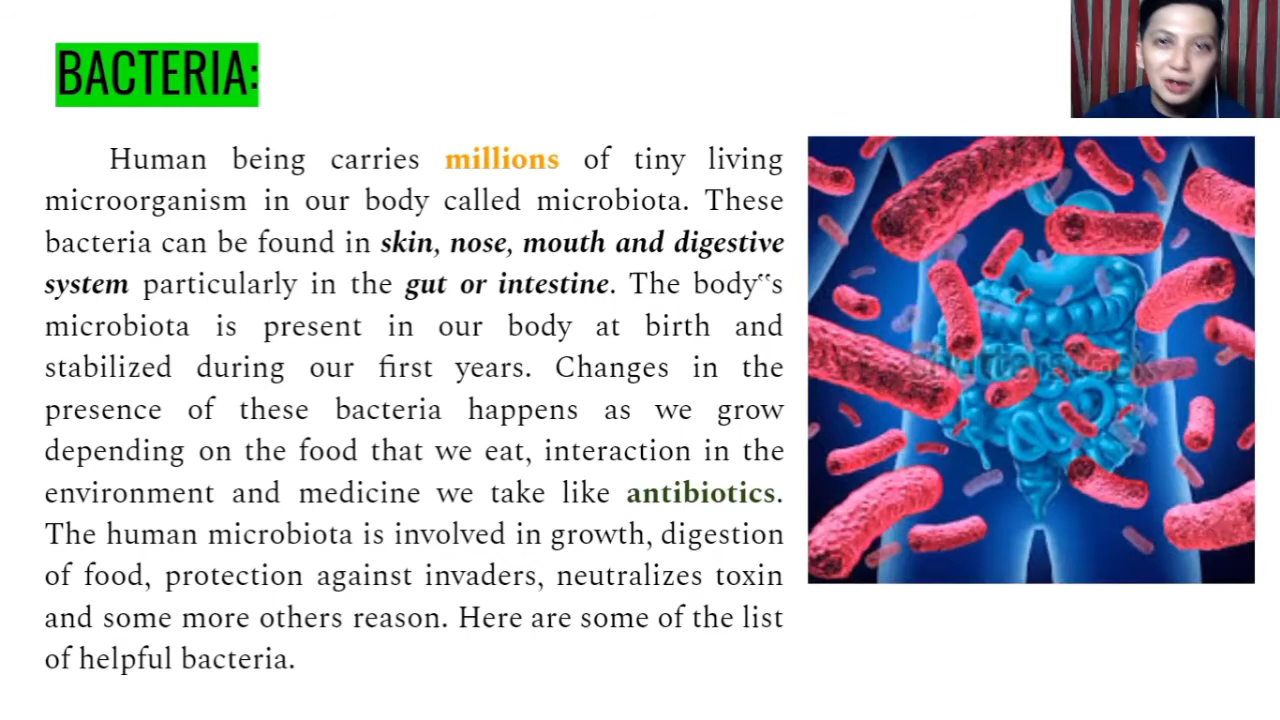 BACTERIA:
Human being carries millions of tiny living
microorganism in our body called microbiota. These
bacteria can be found in skin, nose, mouth and digestive
system particularly in the gut or intestine. The body‟s
microbiota is present in our body at birth and
stabilized during our first years. Changes in the
presence of these bacteria happens as we grow
depending on the food that we eat, interaction in the
environment and medicine we take like antibiotics.
The human microbiota is involved in growth, digestion
of food, protection against invaders, neutralizes toxin
and some more others reason. Here are some of the list
of helpful bacteria.
shutterstock